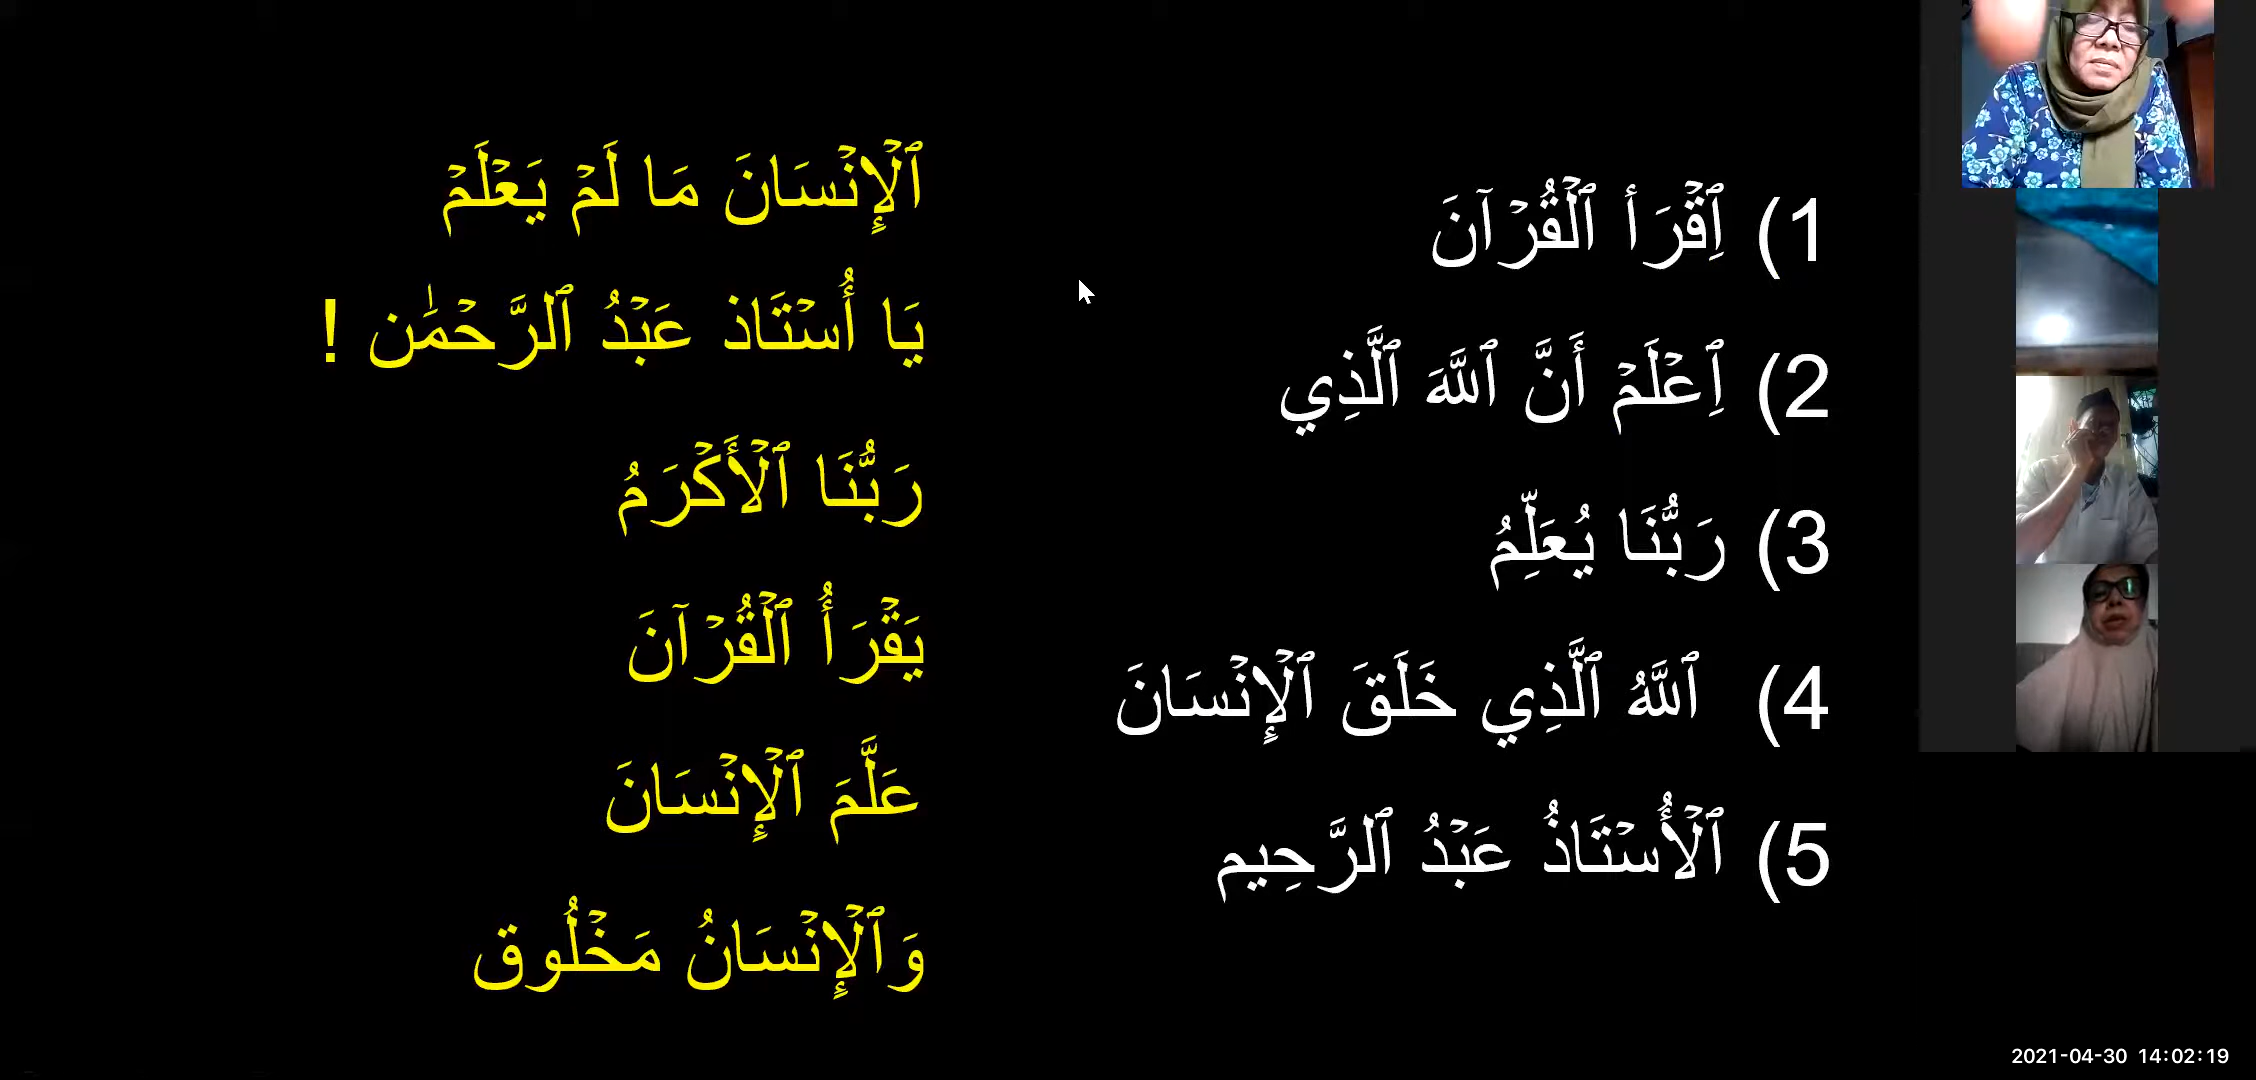 1) ٱِقْرَأ ٱلْقُرْآنَ
2) ٱِعْلَمْ أَنَّ ٱللَّهَ ٱلَّذِي
3) رَبُّنَا يُعَلِّمُ
4) ٱللَّهُ ٱلَّذِي خَلَقَ ٱلْإِنْسَانَ
5) ٱلْأُسْتَاذُ عَبْدُ ٱلرَّحِيم
ٱلْإِنْسَانَ مَا لَمْ يَعْلَمْ
يَا أُسْتَاذ عَبْدُ ٱلرَّحْمَٰن !
رَبُّنَا ٱلْأَكْرَمُ
يَقْرَأُ ٱلْقُرْآنَ
عَلَّمَ ٱلْإِنْسَانَ
وَٱلْإِنْسَانُ مَخْلُوق
2021-04-30 14:02:19